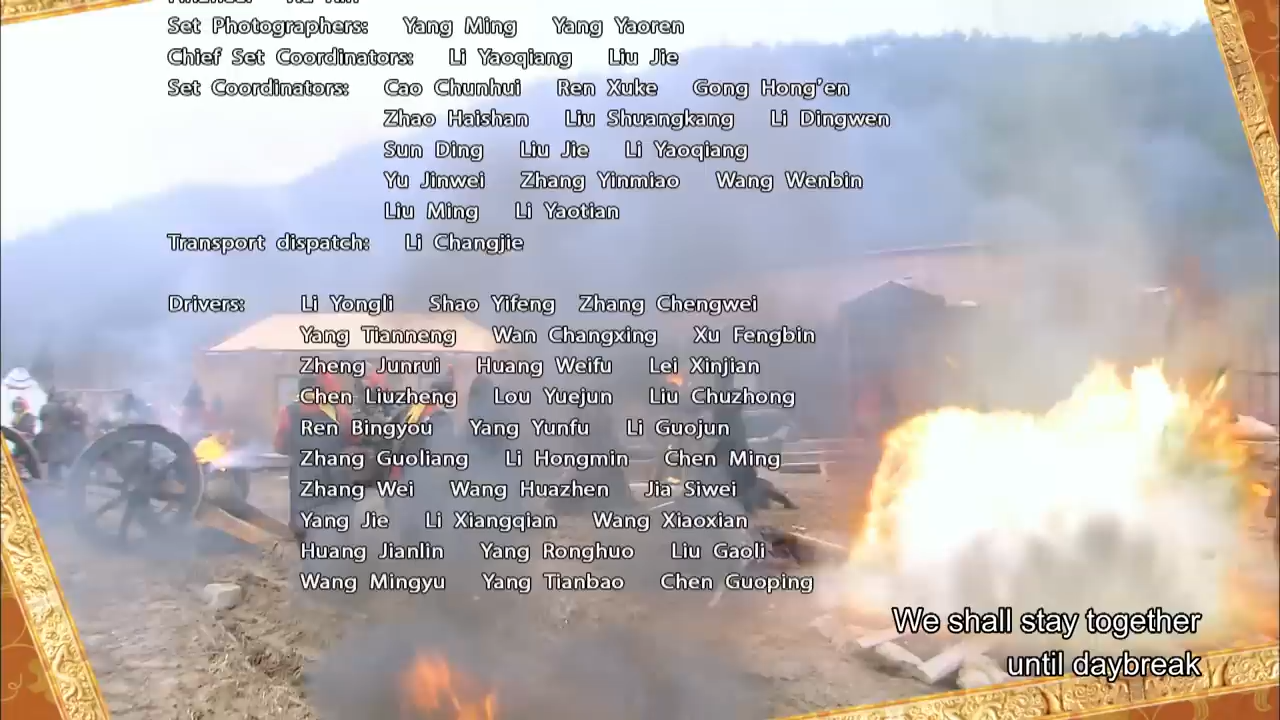 Set Photographers: Yang Ming Yang Yaoren
Chief Set Coordinators: Li Yaoqiang Liu Jie
Set Coordinators: Cao Chunhui Ren Xuke Gong Hong'en
Zhao Haishan Liu Shuangkang Li Dingwen
Sun Ding Liu Jie Li Yaoqiang
Yu Jinwei Zhang Yinmiao Wang Wenbin
Liu Ming Li Yaotian
Transport dispatch: Li Changjie
Drivers: Li Yongli Shao Yifeng Zhang Chengwei
Yang Tianneng Wan Changxing Xu Fengbin
Zheng Junrui Huang Weifu Lei Xinjian
Chen Liuzheng Lou Yuejun Liu Chuzhong
Ren Bingyou Yang Yunfu Li Guojun
Zhang Guoliang Li Hongmin Chen Ming
Zhang Wei Wang Huazhen Jia Siwei
Yang Jie Li Xiangqian Wang Xiaoxian
Huang Jianlin Yang Ronghuo Liu Gaoli
Wang Mingyu Yang Tianbao Chen Guoping
We shall stay together
until daybreak